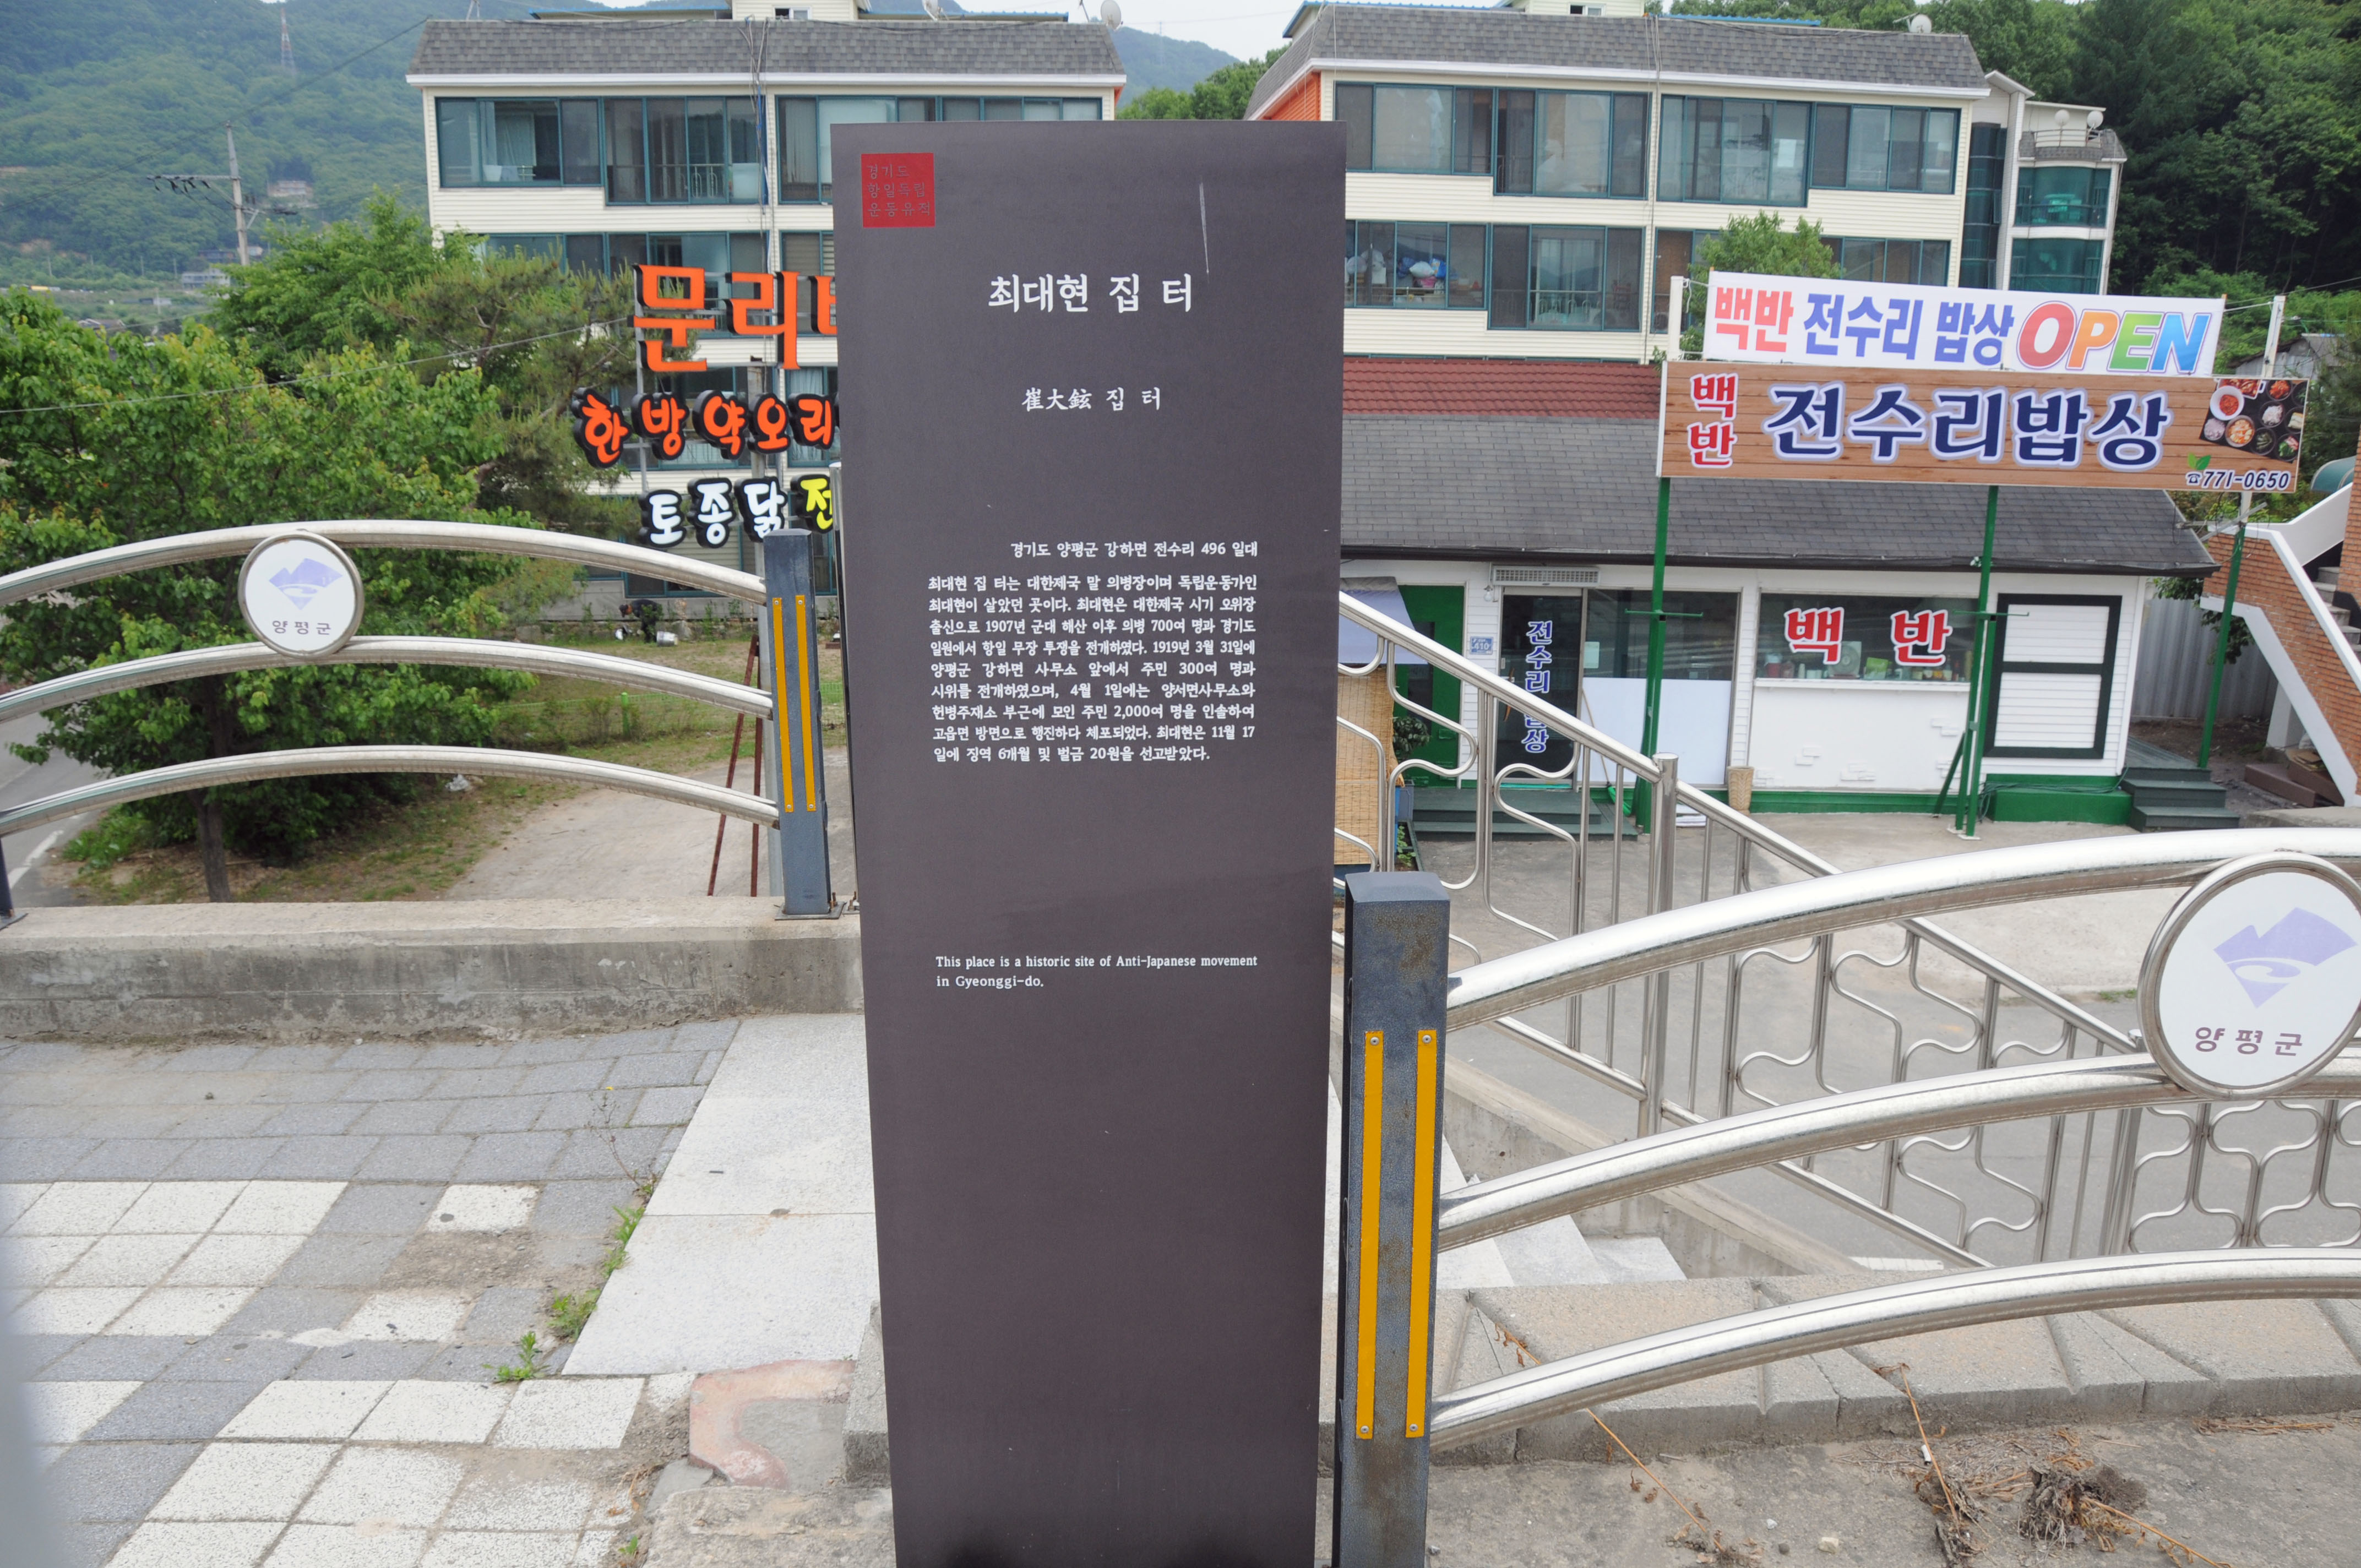 경기도
항일독립
운동유적
최대현 집 터
崔大鉉 집 터
경기도 양평군 강하면 전수리 496 일대
최대현 집 터는 대한제국 말 의병장이며 독립운동가인
최대현이 살았던 곳이다. 최대현은 대한제국 시기 오위장
출신으로 1907년 군대 해산 이후 의병 700여 명과 경기도
일원에서 항일 무장 투쟁을 전개하였다. 1919년 3월 31일에
양평군 강하면 사무소 앞에서 주민 300여 명과
시위를 전개하였으며, 4월 1일에는 양서면사무소와
헌병주재소 부근에 모인 주민 2,000여 명을 인솔하여
고읍면 방면으로 행진하다 체포되었다. 최대현은 11월 17
일에 징역 6개월 및 벌금 20원을 선고받았다.
This place is a historic site of Anti-Japanese movement
in Gyeonggi-do.
문리
한방약오리
토종닭 전
양평군
백반 전수리 밥상 OPEN
백반 전수리밥상
☎771-0650
전수리밥상
백 반
양평군